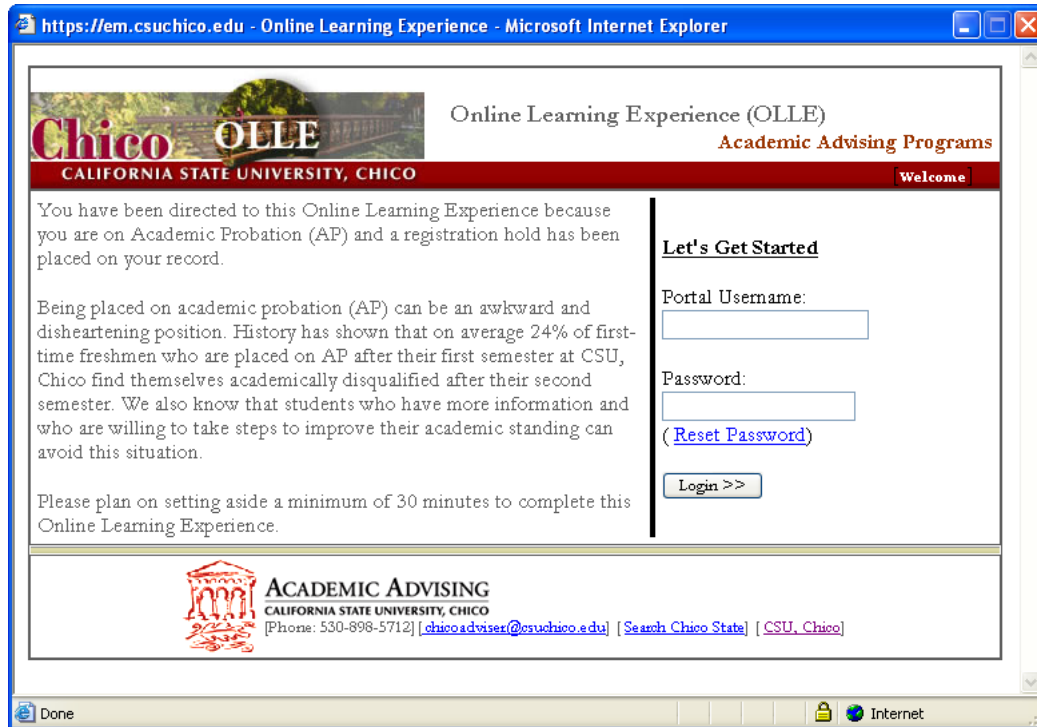 https://em.csuchico.edu - Online Learning Experience - Microsoft Internet Explorer
Chico OLLE
CALIFORNIA STATE UNIVERSITY, CHICO
Online Learning Experience (OLLE)
Academic Advising Programs
[Welcome]
You have been directed to this Online Learning Experience because
you are on Academic Probation (AP) and a registration hold has been
placed on your record.
Being placed on academic probation (AP) can be an awkward and
disheartening position. History has shown that on average 24% of first-
time freshmen who are placed on AP after their first semester at CSU,
Chico find themselves academically disqualified after their second
semester. We also know that students who have more information and
who are willing to take steps to improve their academic standing can
avoid this situation.
Please plan on setting aside a minimum of 30 minutes to complete this
Online Learning Experience.
Let's Get Started
Portal Username:
Password:
( Reset Password)
Login >>
ACADEMIC ADVISING
CALIFORNIA STATE UNIVERSITY, CHICO
[Phone: 530-898-5712] [ chicoadviser@csuchico.edu] [ Search Chico State] [ CSU, Chico]
Done
Internet